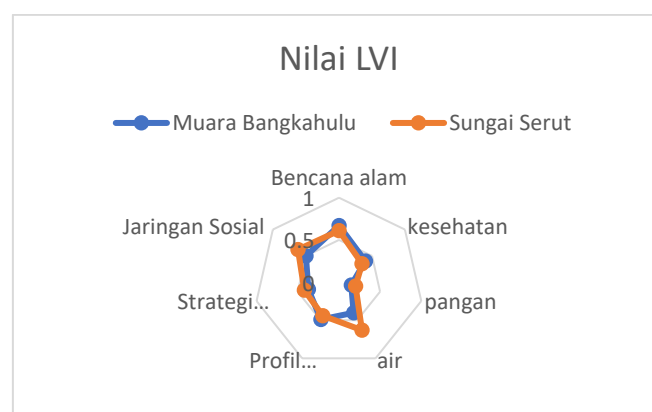 Nilai LVI
Muara Bangkahulu
Sungai Serut
Bencana alam
1
Jaringan Sosial
0.5
kesehatan
0
Strategi...
pangan
Profil...
air